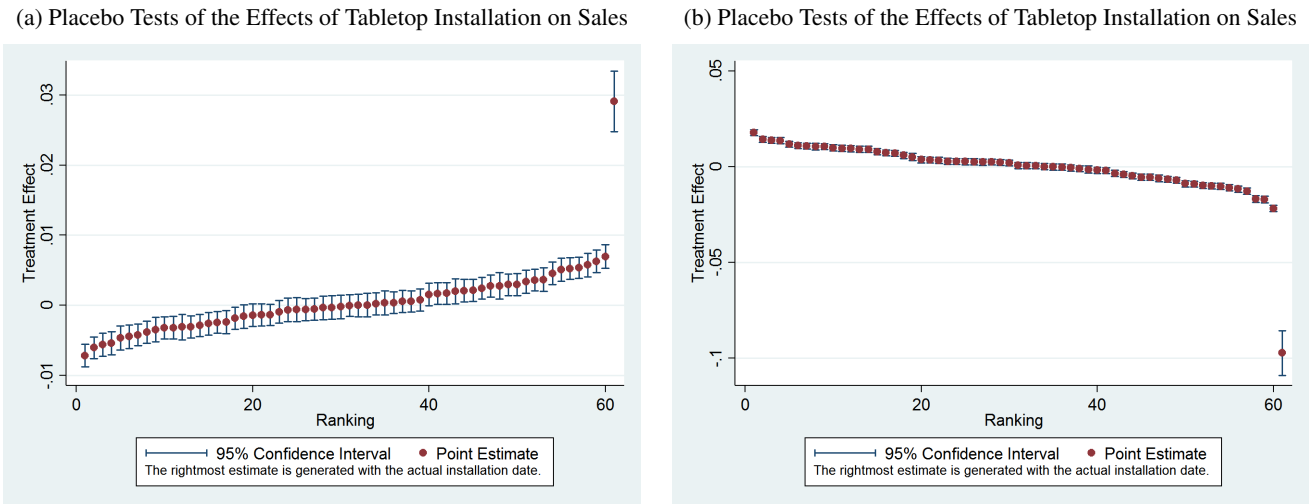 (a) Placebo Tests of the Effects of Tabletop Installation on Sales
.03
.02
.01
0
-.01
Treatment Effect
0 20 40 60
Ranking
95% Confidence Interval Point Estimate
The rightmost estimate is generated with the actual installation date.
(b) Placebo Tests of the Effects of Tabletop Installation on Sales
.05
0
-.05
-.1
Treatment Effect
0 20 40 60
Ranking
95% Confidence Interval Point Estimate
The rightmost estimate is generated with the actual installation date.